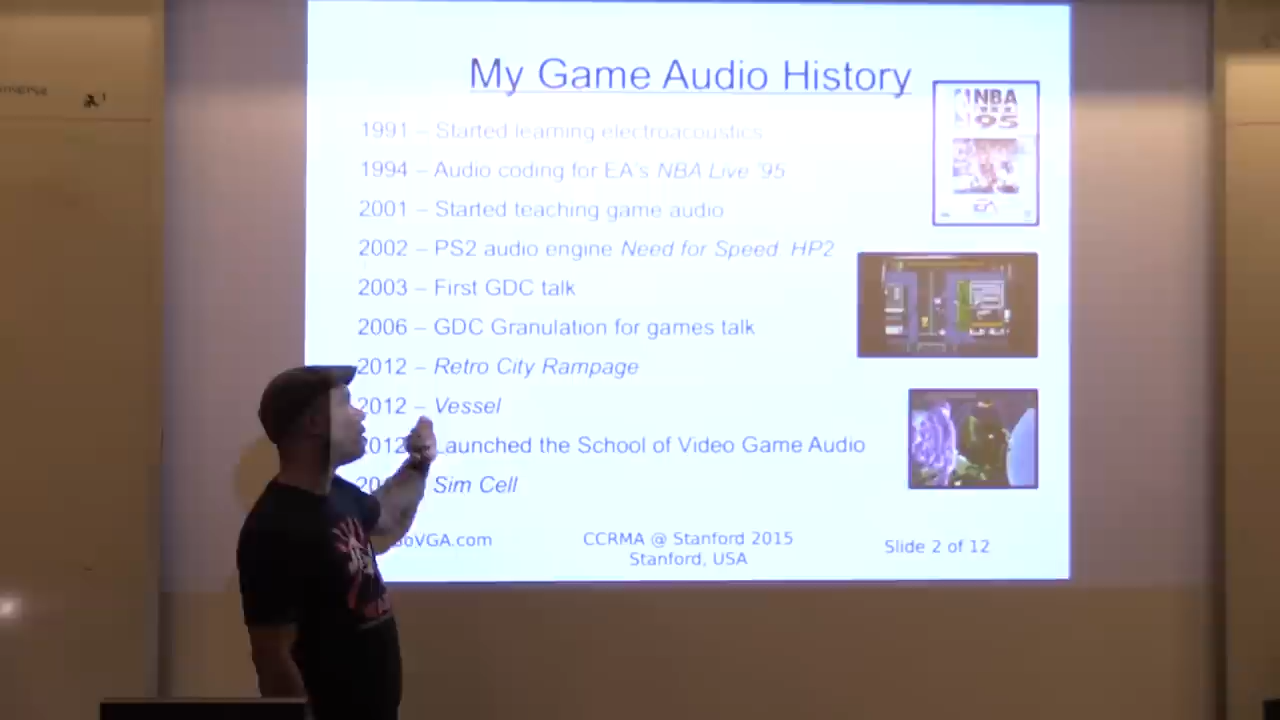 My Game Audio History
1991 – Started learning electroacoustics
1994 – Audio coding for EA's NBA Live '95
2001 – Started teaching game audio
2002 – PS2 audio engine Need for Speed HP2
2003 – First GDC talk
2006 – GDC Granulation for games talk
2012 – Retro City Rampage
2012 – Vessel
2012 Launched the School of Video Game Audio
Sim Cell
NBA
95
EA
oVGA.com
CCRMA @ Stanford 2015
Stanford, USA
Slide 2 of 12